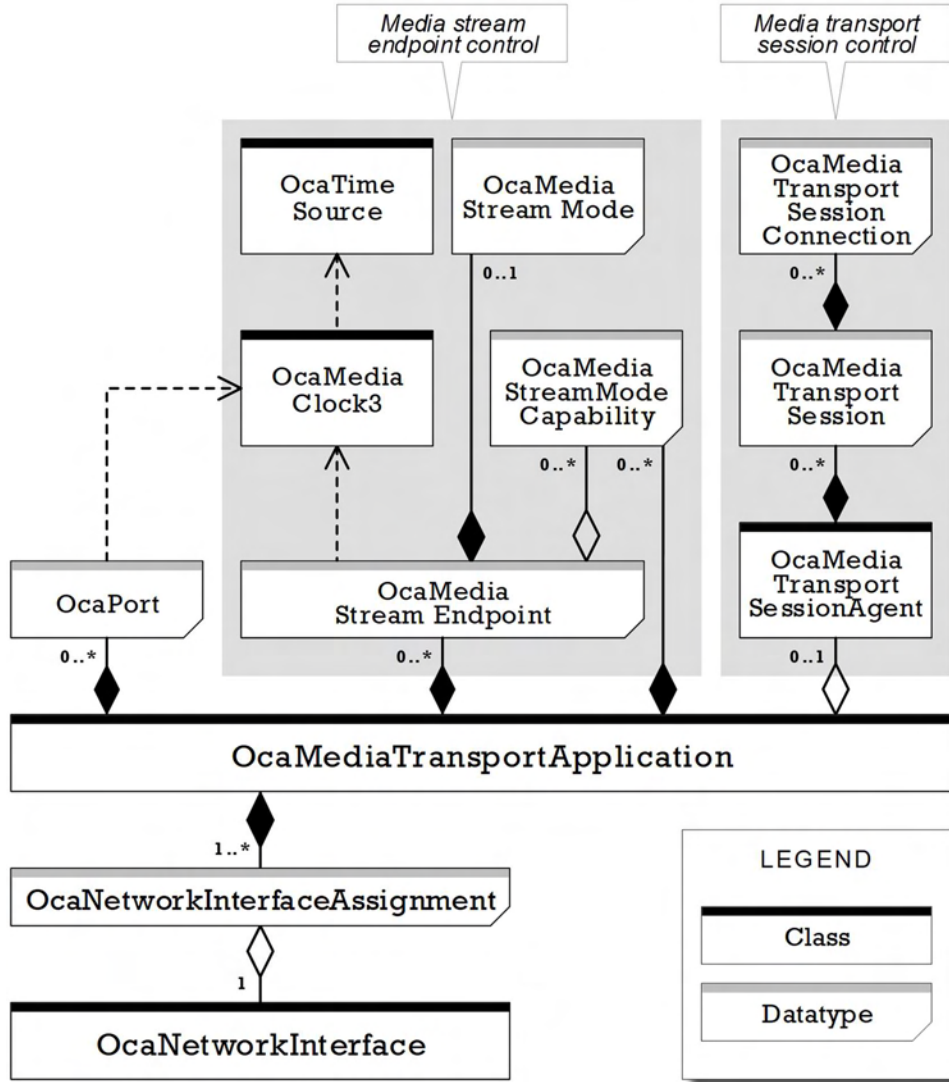 Media stream
endpoint control
Media transport
session control
OcaTime
Source
OcaMedia
Stream Mode
OcaMedia
Transport
Session
Connection
0..1
0..*
OcaMedia
Clock3
OcaMedia
StreamMode
Capability
OcaMedia
Transport
Session
0..*
0..*
0..*
OcaPort
OcaMedia
Stream Endpoint
OcaMedia
Transport
SessionAgent
0..*
0..*
0..1
OcaMediaTransportApplication
1..*
OcaNetworkInterfaceAssignment
1
OcaNetworkInterface
LEGEND
Class
Datatype